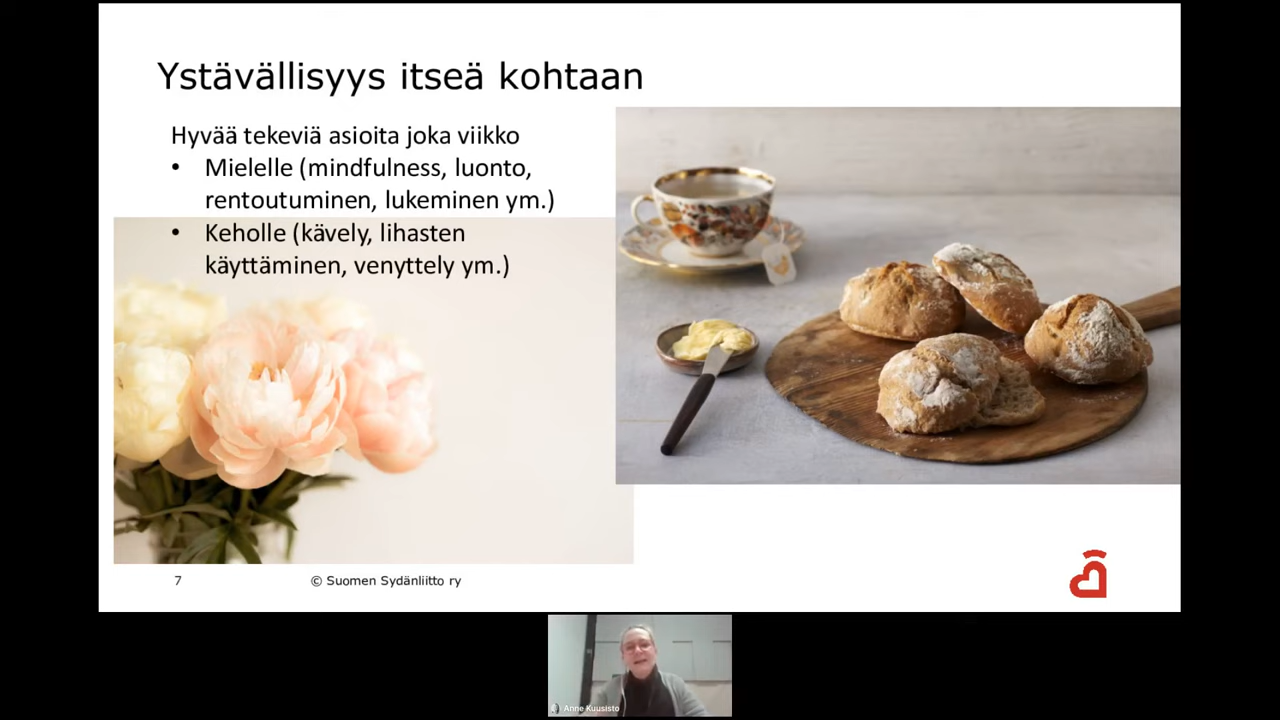 Ystävällisyys itseä kohtaan
Hyvää tekeviä asioita joka viikko
• Mielelle (mindfulness, luonto,
rentoutuminen, lukeminen ym.)
• Keholle (kävely, lihasten
käyttäminen, venyttely ym.)
7
© Suomen Sydänliitto ry
Anne Kuusisto